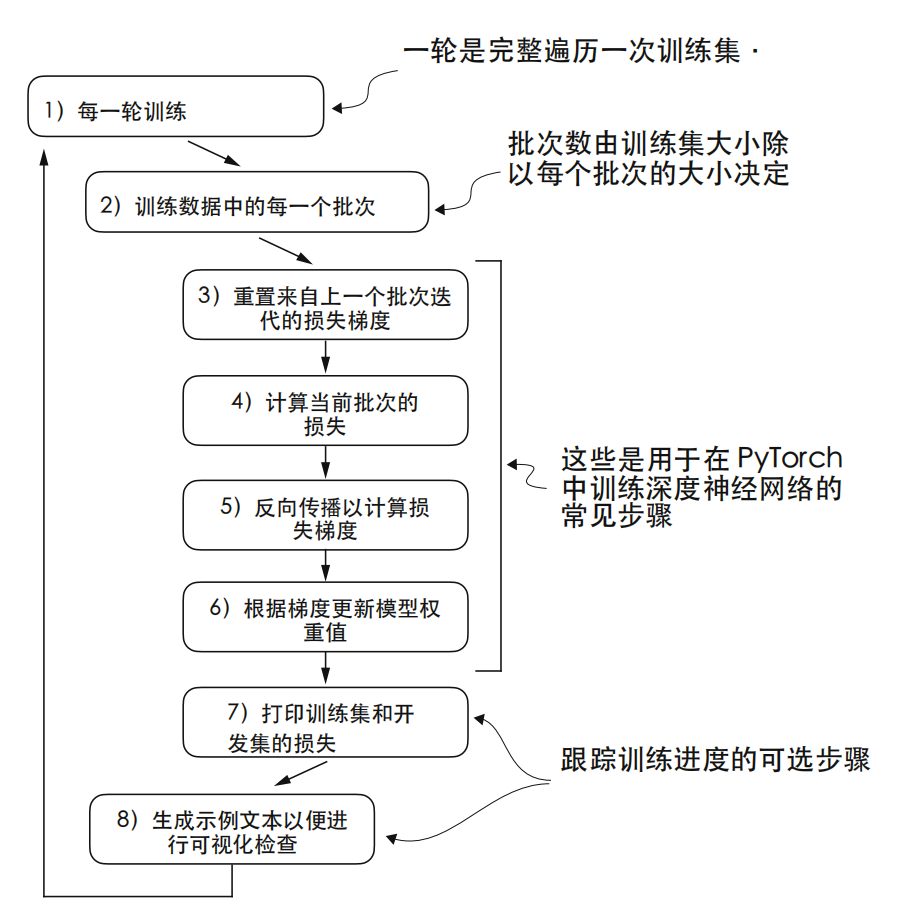 一轮是完整遍历一次训练集 ·
1）每一轮训练
批次数由训练集大小除
以每个批次的大小决定
2）训练数据中的每一个批次
3）重置来自上一个批次迭
代的损失梯度
4）计算当前批次的
损失
5）反向传播以计算损
失梯度
这些是用于在 PyTorch
中训练深度神经网络的
常见步骤
6）根据梯度更新模型权
重值
7）打印训练集和开
发集的损失
跟踪训练进度的可选步骤
8）生成示例文本以便进
行可视化检查